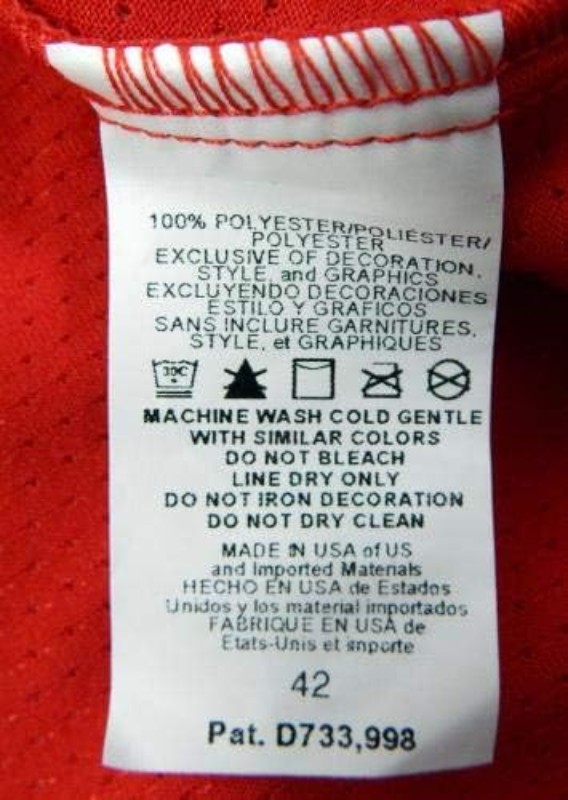 100% POLYESTER/POLIÉSTER/
POLYESTER
EXCLUSIVE OF DECORATION,
STYLE, and GRAPHICS
EXCLUYENDO DECORACIONES
ESTILO Y GRAFICOS
SANS INCLURE GARNITURES,
STYLE, et GRAPHIQUES
30C
MACHINE WASH COLD GENTLE
WITH SIMILAR COLORS
DO NOT BLEACH
LINE DRY ONLY
DO NOT IRON DECORATION
DO NOT DRY CLEAN
MADE IN USA of US
and Imported Materials
HECHO EN USA de Estados
Unidos y los material importados
FABRIQUE EN USA de
Etats-Unis et importe
42
Pat. D733,998